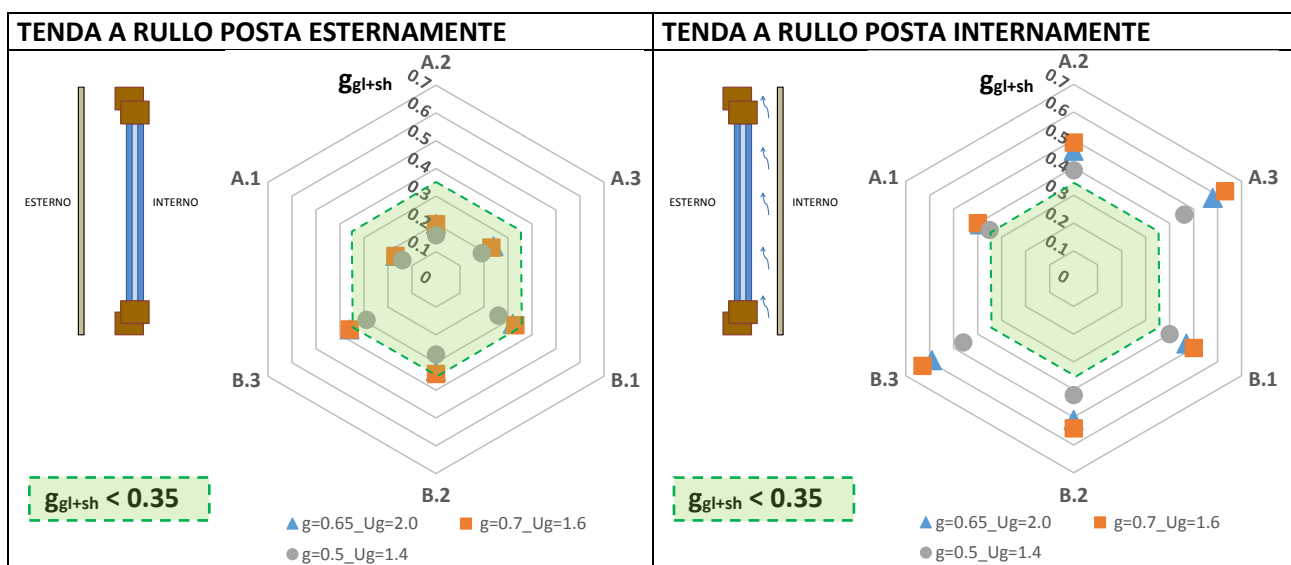 TENDA A RULLO POSTA ESTERNAMENTE
A.2
ggl+sh
0.7
0.6
0.5
0.4
0.3
0.2
0.1
0
A.1
A.3
ESTERNO
INTERNO
B.3
B.1
B.2
ggl+sh < 0.35
g=0.65_Ug=2.0
g=0.7_Ug=1.6
g=0.5_Ug=1.4
TENDA A RULLO POSTA INTERNAMENTE
A.2
ggl+sh
0.7
0.6
0.5
0.4
0.3
0.2
0.1
0
A.1
A.3
ESTERNO
INTERNO
B.3
B.1
B.2
ggl+sh < 0.35
g=0.65_Ug=2.0
g=0.7_Ug=1.6
g=0.5_Ug=1.4